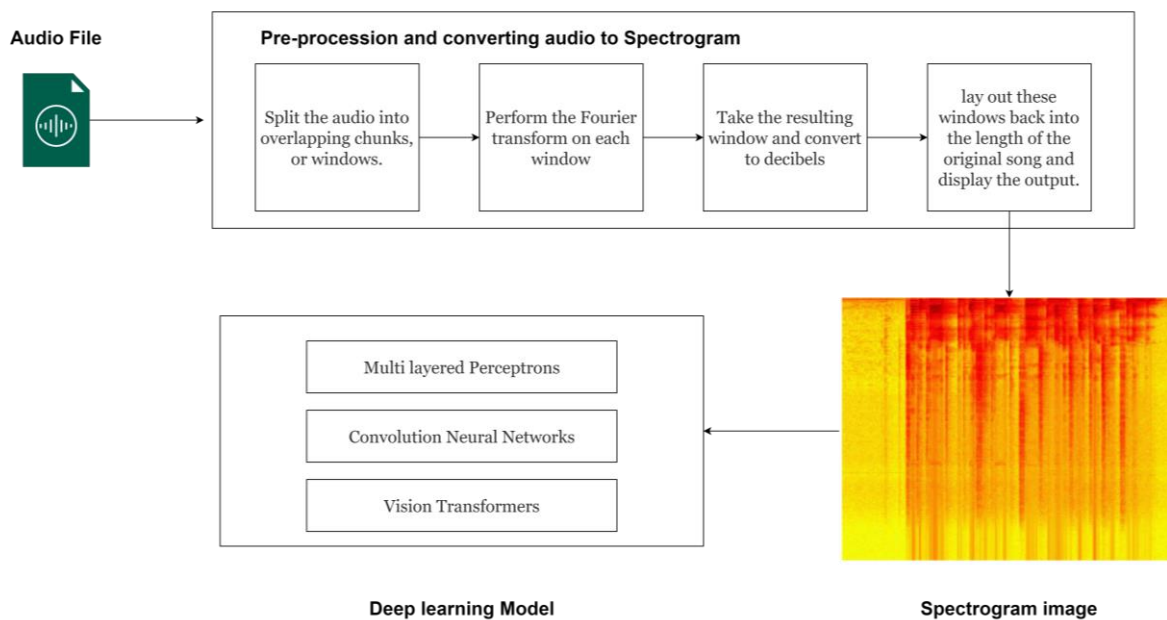 Audio File
Pre-procession and converting audio to Spectrogram
Split the audio into
overlapping chunks,
or windows.
Perform the Fourier
transform on each
window
Take the resulting
window and convert
to decibels
lay out these
windows back into
the length of the
original song and
display the output.
Multi layered Perceptrons
Convolution Neural Networks
Vision Transformers
Deep learning Model
Spectrogram image